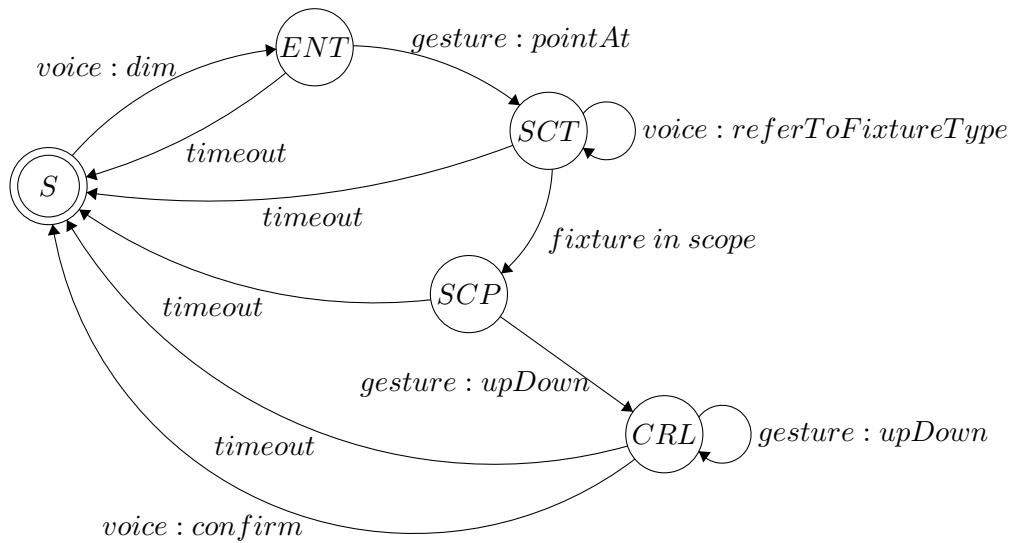 ENT
gesture : pointAt
voice : dim
SCT
voice : referToFixtureType
timeout
S
timeout
fixture in scope
SCP
timeout
gesture : upDown
CRL
gesture : upDown
timeout
voice : confirm